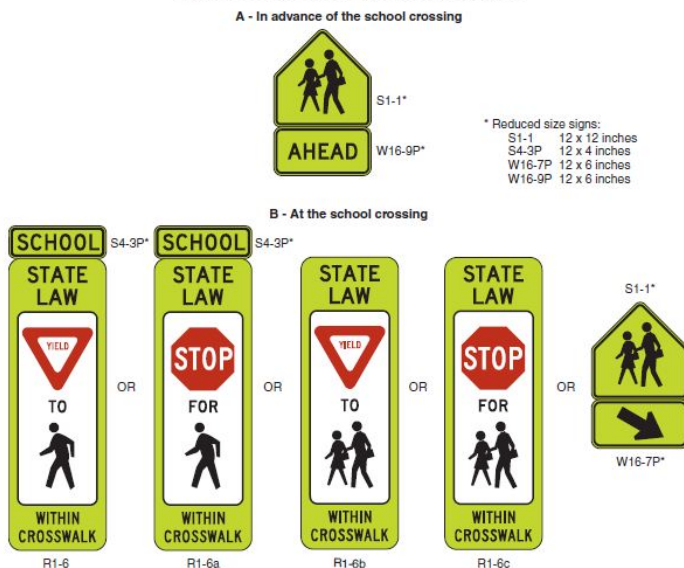 A - In advance of the school crossing
S1-1*
AHEAD
W16-9P*
* Reduced size signs:
S1-1 12 x 12 inches
S4-3P 12 x 4 inches
W16-7P 12 x 6 inches
W16-9P 12 x 6 inches
B - At the school crossing
SCHOOL
S4-3P*
STATE
LAW
YIELD
TO
WITHIN
CROSSWALK
R1-6
OR
SCHOOL
S4-3P*
STATE
LAW
STOP
FOR
WITHIN
CROSSWALK
R1-6a
OR
STATE
LAW
YIELD
TO
WITHIN
CROSSWALK
R1-6b
OR
STATE
LAW
STOP
FOR
WITHIN
CROSSWALK
R1-6c
OR
S1-1*
W16-7P*